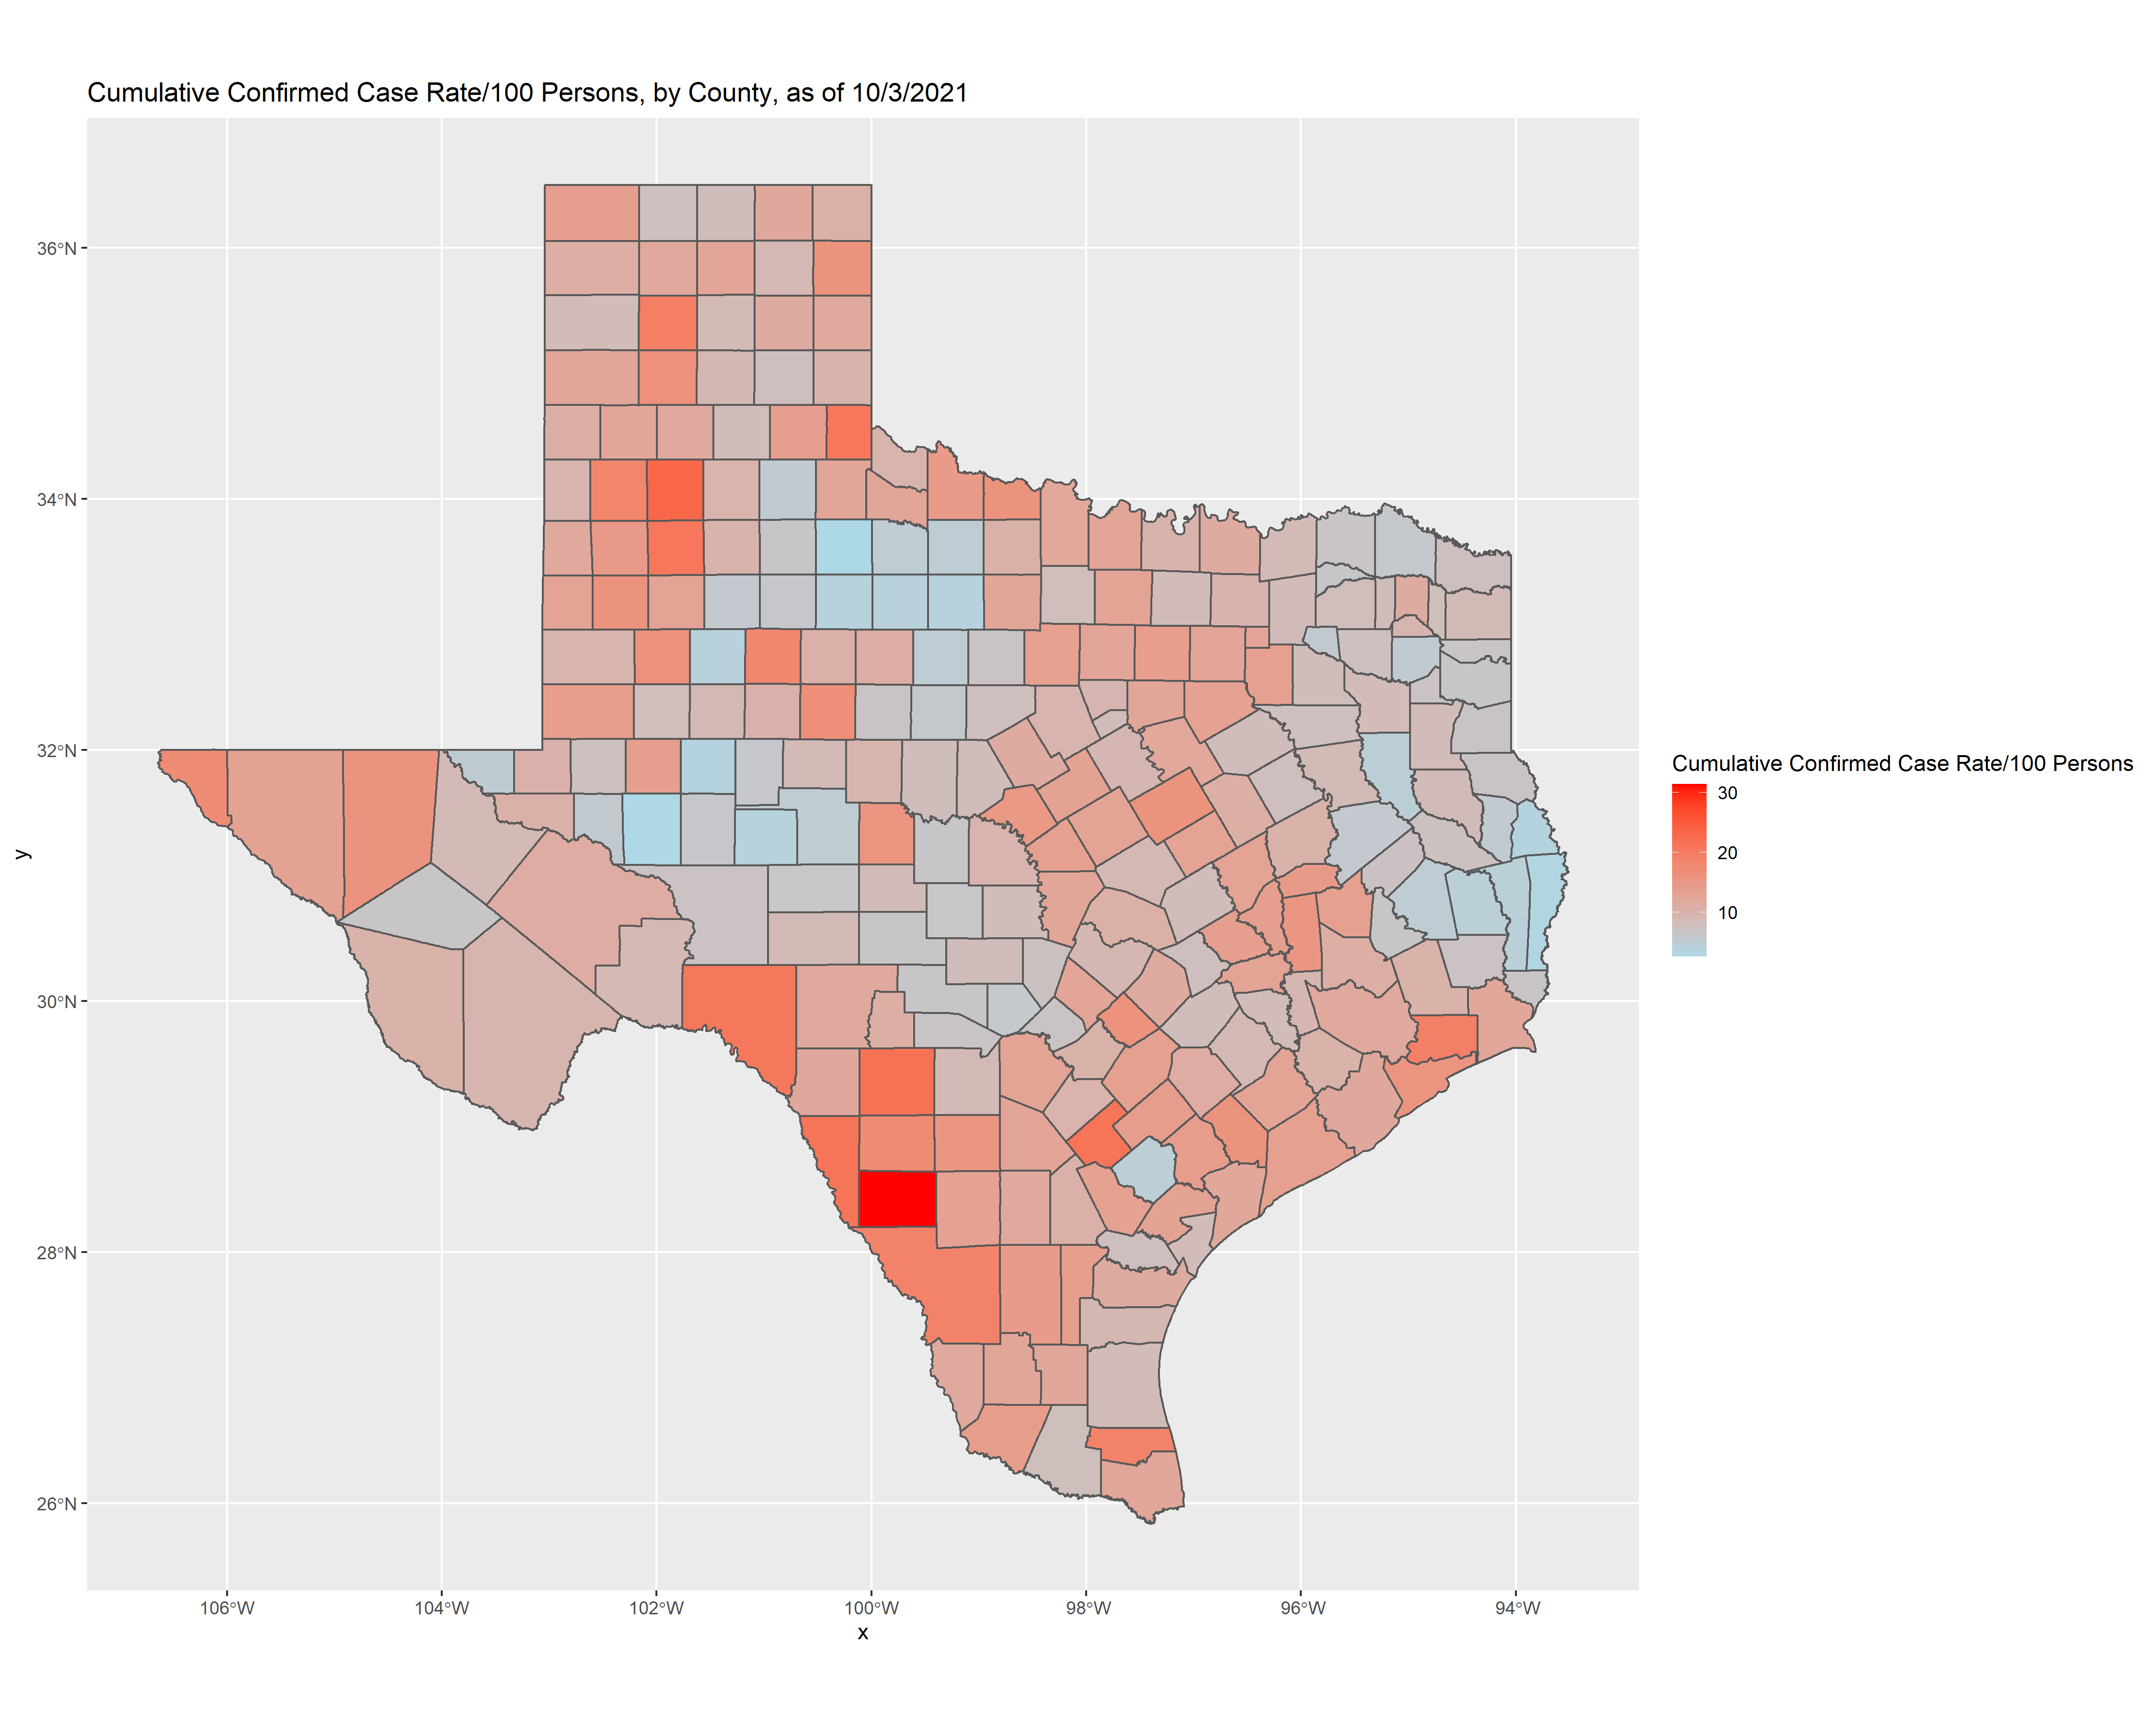 Cumulative Confirmed Case Rate/100 Persons, by County, as of 10/3/2021
36°N
34°N
32°N
30°N
28°N
26°N
y
106°W
104°W
102°W
100°W
98°W
96°W
94°W
x
Cumulative Confirmed Case Rate/100 Persons
30
20
10